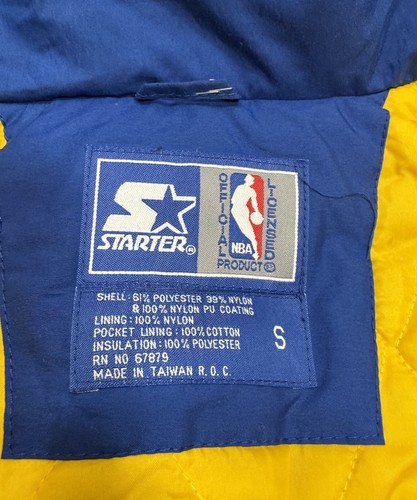 STARTER®
OFFICIAL LICENSED
NBA
PRODUCT®
SHELL: 61% POLYESTER 39% NYLON
& 100% NYLON PU COATING
LINING: 100% NYLON
POCKET LINING: 100% COTTON
INSULATION: 100% POLYESTER
RN NO 67879
MADE IN TAIWAN R.O.C.
S